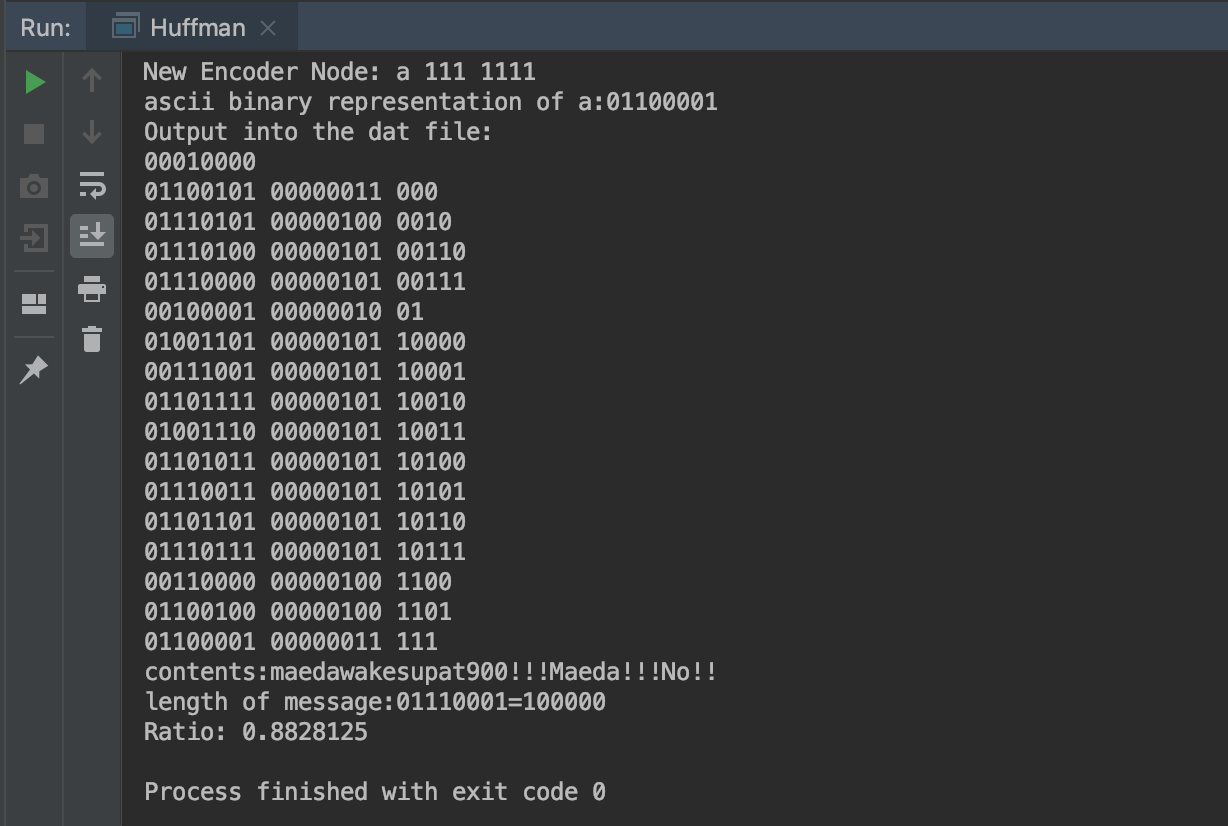 Run: Huffman
New Encoder Node: a 111 1111
ascii binary representation of a:01100001
Output into the dat file:
00010000
01100101 00000011 000
01110101 00000100 0010
01110100 00000101 00110
01110000 00000101 00111
00100001 00000010 01
01001101 00000101 10000
00111001 00000101 10001
01101111 00000101 10010
01001110 00000101 10011
01101011 00000101 10100
01110011 00000101 10101
01101101 00000101 10110
01110111 00000101 10111
00110000 00000100 1100
01100100 00000100 1101
01100001 00000011 111
contents:maedawakesupat900!!!Maeda!!!No!!
length of message:01110001=100000
Ratio: 0.8828125
Process finished with exit code 0